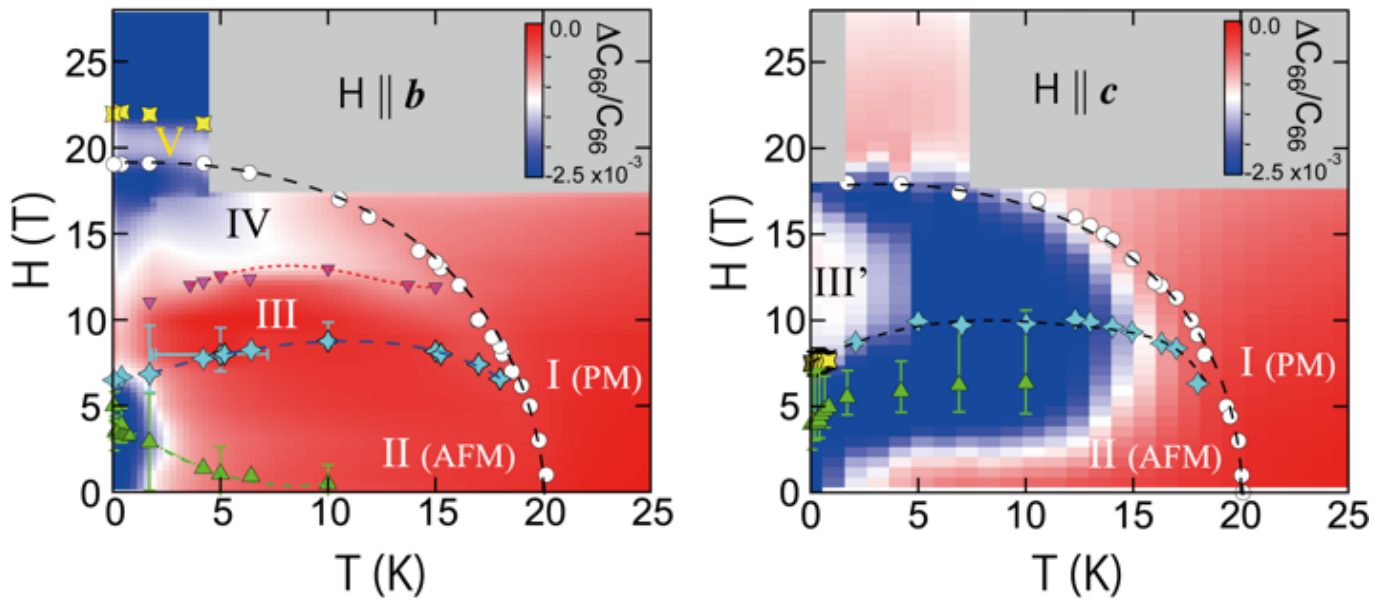 25
20
15
10
5
0
H (T)
H || b
0.0
-2.5 x10⁻³
ΔC₆₆/C₆₆
V
IV
III
I (PM)
II (AFM)
0 5 10 15 20 25
T (K)
25
20
15
10
5
0
H (T)
H || c
0.0
-2.5 x10⁻³
ΔC₆₆/C₆₆
III’
I (PM)
II (AFM)
0 5 10 15 20 25
T (K)